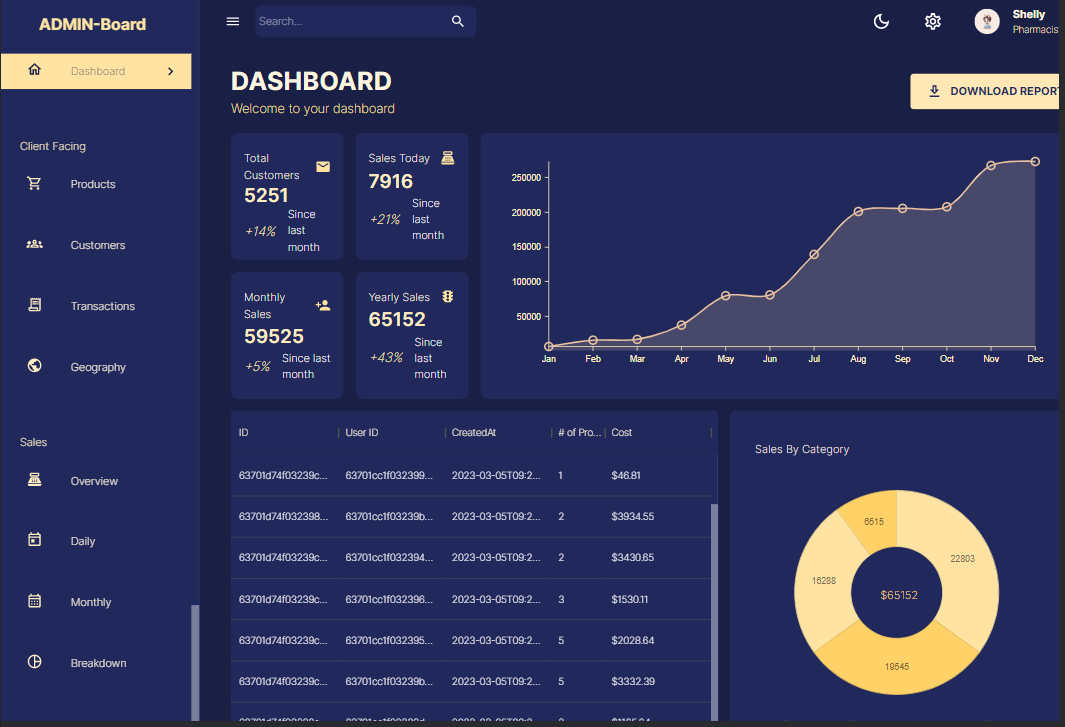 ADMIN-Board
Search...
Shelly
Pharmacis
Dashboard
Client Facing
Products
Customers
Transactions
Geography
Sales
Overview
Daily
Monthly
Breakdown
DASHBOARD
Welcome to your dashboard
DOWNLOAD REPOR
Total
Customers
5251
+14%
Since
last
month
Sales Today
7916
+21%
Since
last
month
Monthly
Sales
59525
+5%
Since last
month
Yearly Sales
65152
+43%
Since
last
month
250000
200000
150000
100000
50000
Jan Feb Mar Apr May Jun Jul Aug Sep Oct Nov Dec
ID User ID CreatedAt # of Pro... Cost
63701d74f03239c... 63701cc1f032399... 2023-03-05T09:2... 1 $46.81
63701d74f032398... 63701cc1f03239b... 2023-03-05T09:2... 2 $3934.55
63701d74f03239c... 63701cc1f032394... 2023-03-05T09:2... 2 $3430.65
63701d74f03239c... 63701cc1f032396... 2023-03-05T09:2... 3 $1530.11
63701d74f03239c... 63701cc1f032395... 2023-03-05T09:2... 5 $2028.64
63701d74f03239c... 63701cc1f03239b... 2023-03-05T09:2... 5 $3332.39
Sales By Category
6515
22803
16288
$65152
19545